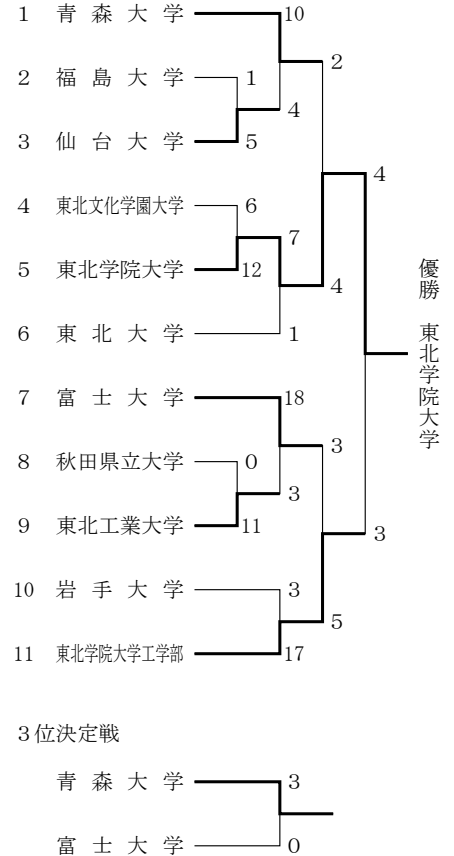 1 青森大学 10
2 福島大学 1
2
4
3 仙台大学 5
4
4 東北文化学園大学 6
7
5 東北学院大学 12
4
6 東北大学 1
優勝 東北学院大学
7 富士大学 18
3
8 秋田県立大学 0
3
9 東北工業大学 11
3
10 岩手大学 3
5
11 東北学院大学工学部 17
3位決定戦
青森大学 3
富士大学 0